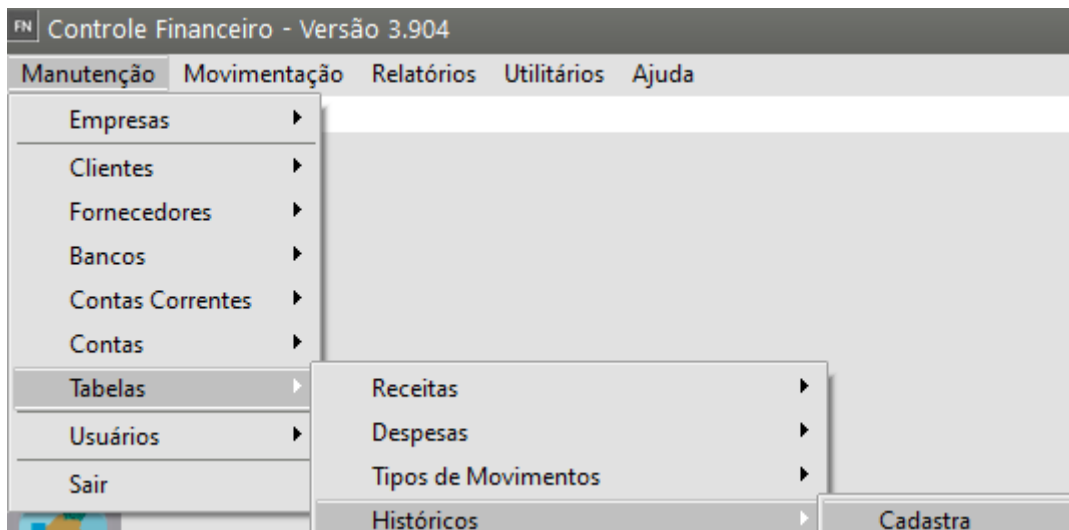 FN Controle Financeiro - Versão 3.904
Manutenção Movimentação Relatórios Utilitários Ajuda
Empresas
Clientes
Fornecedores
Bancos
Contas Correntes
Contas
Tabelas
Usuários
Sair
Receitas
Despesas
Tipos de Movimentos
Históricos
Cadastra